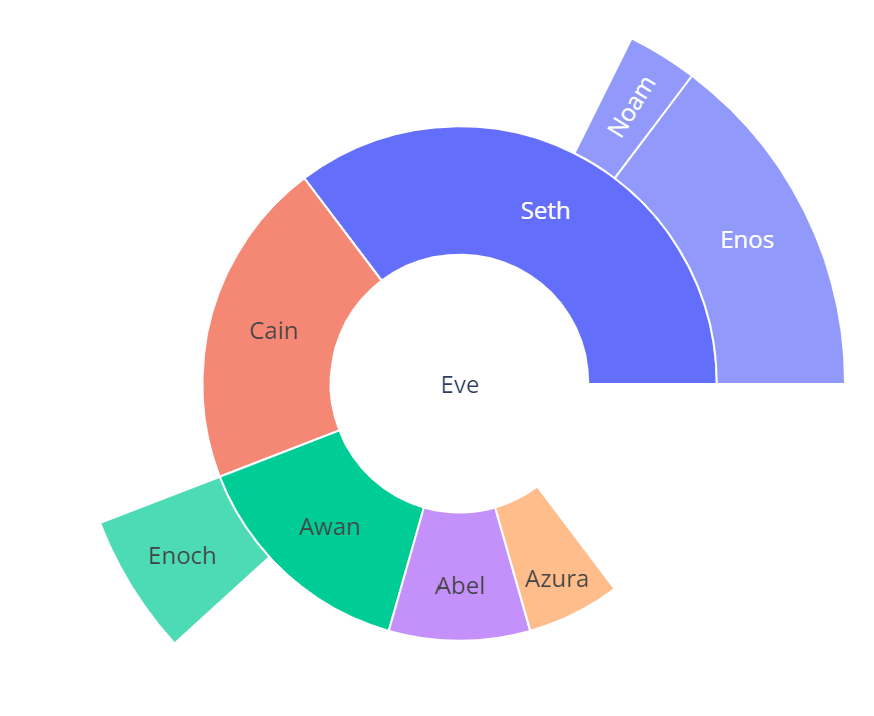 Noam
Seth
Enos
Cain
Eve
Awan
Enoch
Abel
Azura